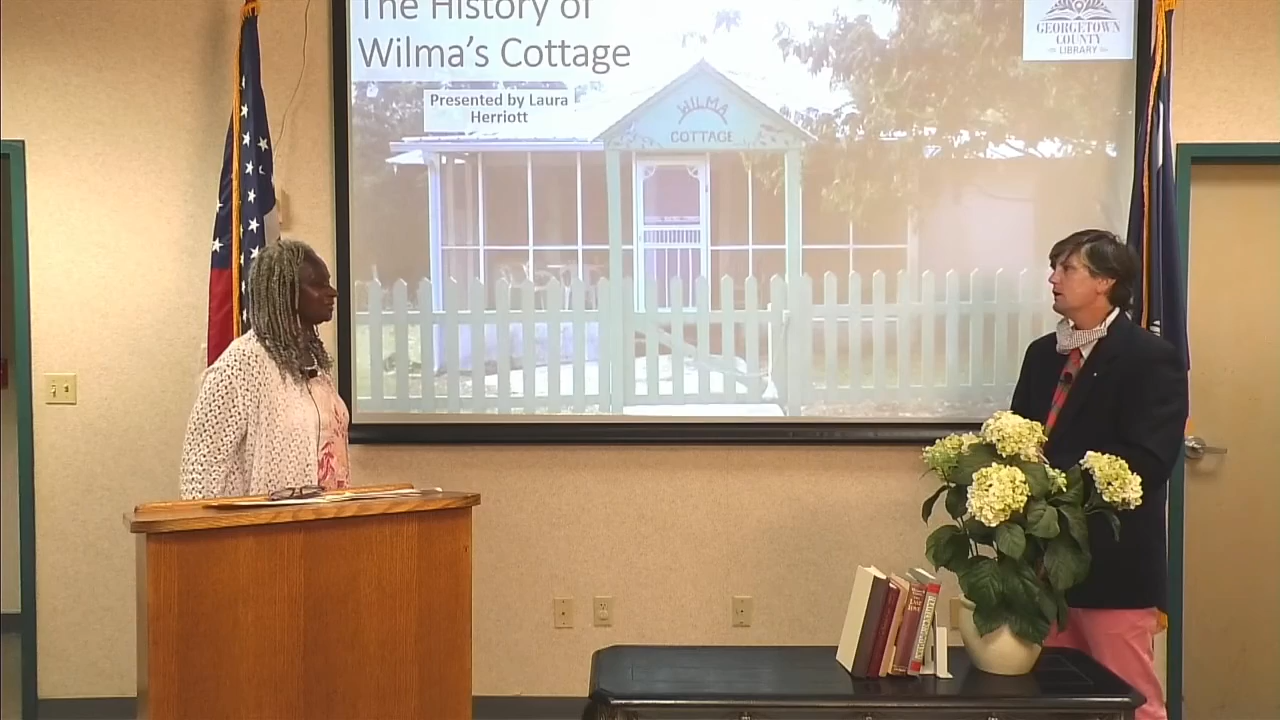 The History of
Wilma's Cottage
Presented by Laura
Herriott
WILMA
COTTAGE
GEORGETOWN
COUNTY
LIBRARY